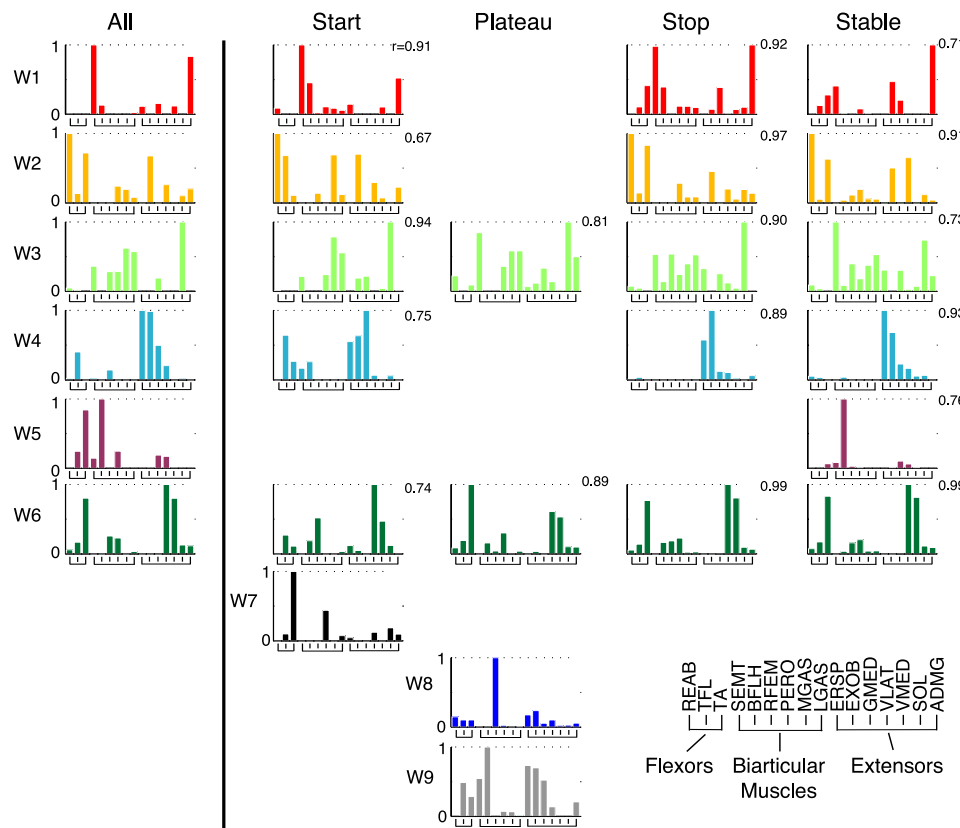 All Start Plateau Stop Stable
W1 1 0 r=0.91 0.92 0.71
W2 1 0 0.67 0.97 0.91
W3 1 0 0.94 0.81 0.90 0.73
W4 1 0 0.75 0.89 0.93
W5 1 0 0.76
W6 1 0 0.74 0.89 0.99 0.99
W7 1 0
W8 1 0
W9 1 0
REAB
TFL
TA
SEMT
BFLH
RFEM
PERO
MGAS
LGAS
ERSP
EXOB
GMED
VLAT
VMED
SOL
ADMG
Flexors Biarticular Extensors
Muscles